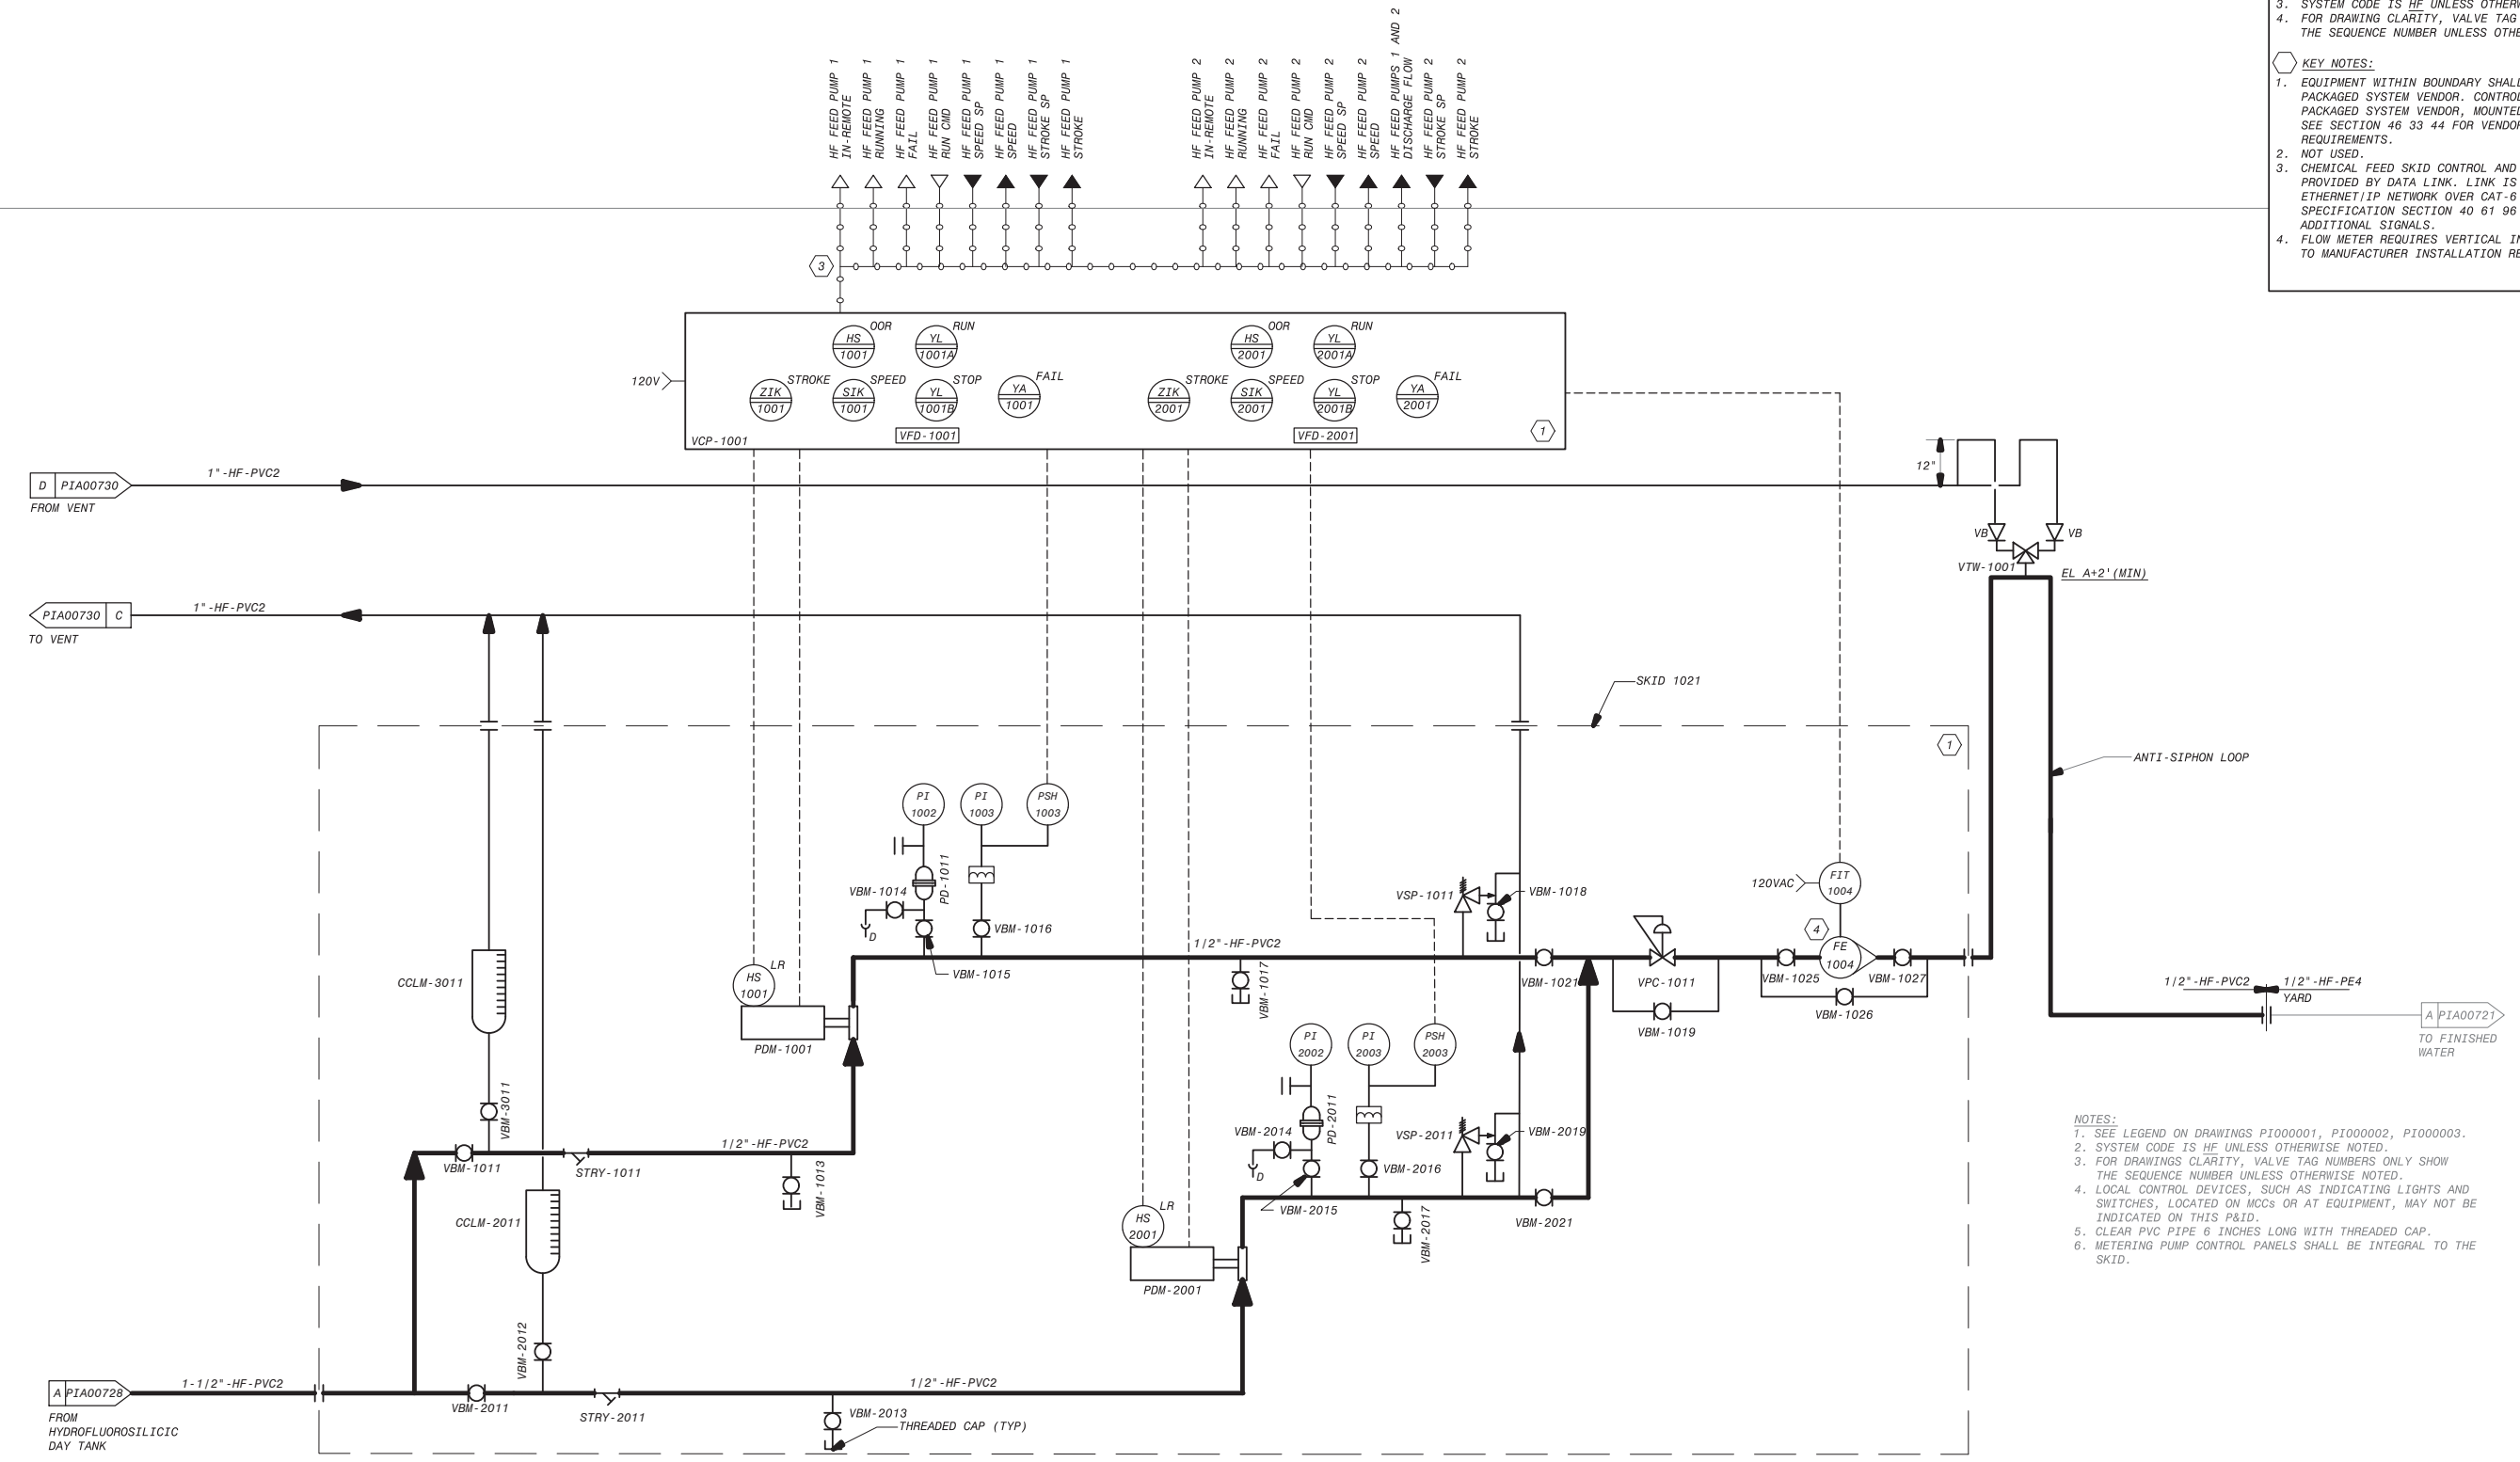 HF FEED PUMP 1
IN-REMOTE
HF FEED PUMP 1
RUNNING
HF FEED PUMP 1
FAIL
HF FEED PUMP 1
RUN CMD
HF FEED PUMP 1
SPEED SP
HF FEED PUMP 1
SPEED
HF FEED PUMP 1
STROKE SP
HF FEED PUMP 1
STROKE
HF FEED PUMP 2
IN-REMOTE
HF FEED PUMP 2
RUNNING
HF FEED PUMP 2
FAIL
HF FEED PUMP 2
RUN CMD
HF FEED PUMP 2
SPEED SP
HF FEED PUMP 2
SPEED
HF FEED PUMPS 1 AND 2
DISCHARGE FLOW
HF FEED PUMP 2
STROKE SP
HF FEED PUMP 2
STROKE
3. SYSTEM CODE IS HF UNLESS OTHERW
4. FOR DRAWING CLARITY, VALVE TAG
THE SEQUENCE NUMBER UNLESS OTHE
KEY NOTES:
1. EQUIPMENT WITHIN BOUNDARY SHALL
PACKAGED SYSTEM VENDOR. CONTROL
PACKAGED SYSTEM VENDOR, MOUNTED
SEE SECTION 46 33 44 FOR VENDOR
REQUIREMENTS.
2. NOT USED.
3. CHEMICAL FEED SKID CONTROL AND
PROVIDED BY DATA LINK. LINK IS
ETHERNET/IP NETWORK OVER CAT-6
SPECIFICATION SECTION 40 61 96
ADDITIONAL SIGNALS.
4. FLOW METER REQUIRES VERTICAL IN
TO MANUFACTURER INSTALLATION RE
3
HS
1001
OOR
YL
1001A
RUN
HS
2001
OOR
YL
2001A
RUN
120V
ZIK
1001
STROKE
SIK
1001
SPEED
YL
1001B
STOP
YA
1001
FAIL
ZIK
2001
STROKE
SIK
2001
SPEED
YL
2001B
STOP
YA
2001
FAIL
VCP-1001
VFD-1001
VFD-2001
1
D PIA00730
FROM VENT
1"-HF-PVC2
12"
VB
VB
VTW-1001
EL A+2'(MIN)
PIA00730 C
TO VENT
1"-HF-PVC2
SKID 1021
1
ANTI-SIPHON LOOP
PI
1002
PI
1003
PSH
1003
VBM-1014
PD-1011
D
VBM-1016
VBM-1015
VSP-1011
VBM-1018
120VAC
FIT
1004
4
FE
1004
1/2"-HF-PVC2
VBM-1017
VBM-1021
VPC-1011
VBM-1019
VBM-1025
VBM-1027
VBM-1026
1/2"-HF-PVC2
1/2"-HF-PE4
YARD
A PIA00721
TO FINISHED
WATER
CCLM-3011
HS
1001
LR
PDM-1001
VBM-3011
VBM-1011
STRY-1011
1/2"-HF-PVC2
VBM-1013
PI
2002
PI
2003
PSH
2003
VBM-2014
PD-2011
D
VBM-2016
VBM-2015
VSP-2011
VBM-2019
VBM-2017
VBM-2021
CCLM-2011
HS
2001
LR
PDM-2001
VBM-2012
A PIA00728
FROM
HYDROFLUOROSILICIC
DAY TANK
1-1/2"-HF-PVC2
VBM-2011
STRY-2011
1/2"-HF-PVC2
VBM-2013
THREADED CAP (TYP)
NOTES:
1. SEE LEGEND ON DRAWINGS PI000001, PI000002, PI000003.
2. SYSTEM CODE IS HF UNLESS OTHERWISE NOTED.
3. FOR DRAWINGS CLARITY, VALVE TAG NUMBERS ONLY SHOW
THE SEQUENCE NUMBER UNLESS OTHERWISE NOTED.
4. LOCAL CONTROL DEVICES, SUCH AS INDICATING LIGHTS AND
SWITCHES, LOCATED ON MCCs OR AT EQUIPMENT, MAY NOT BE
INDICATED ON THIS P&ID.
5. CLEAR PVC PIPE 6 INCHES LONG WITH THREADED CAP.
6. METERING PUMP CONTROL PANELS SHALL BE INTEGRAL TO THE
SKID.